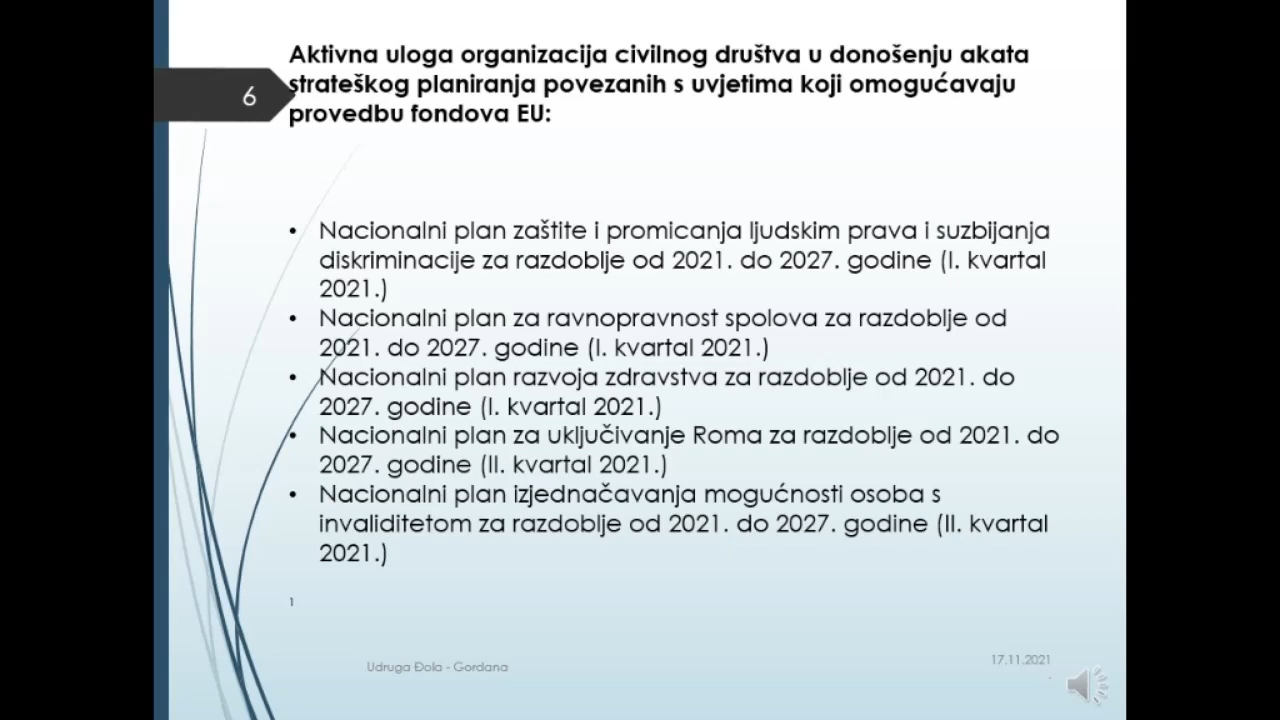 6
Aktivna uloga organizacija civilnog društva u donošenju akata
strateškog planiranja povezanih s uvjetima koji omogućavaju
provedbu fondova EU:
• Nacionalni plan zaštite i promicanja ljudskim prava i suzbijanja
diskriminacije za razdoblje od 2021. do 2027. godine (I. kvartal
2021.)
• Nacionalni plan za ravnopravnost spolova za razdoblje od
2021. do 2027. godine (I. kvartal 2021.)
• Nacionalni plan razvoja zdravstva za razdoblje od 2021. do
2027. godine (I. kvartal 2021.)
• Nacionalni plan za uključivanje Roma za razdoblje od 2021. do
2027. godine (II. kvartal 2021.)
• Nacionalni plan izjednačavanja mogućnosti osoba s
invaliditetom za razdoblje od 2021. do 2027. godine (II. kvartal
2021.)
1
Udruga Đola - Gordana
17.11.2021
.